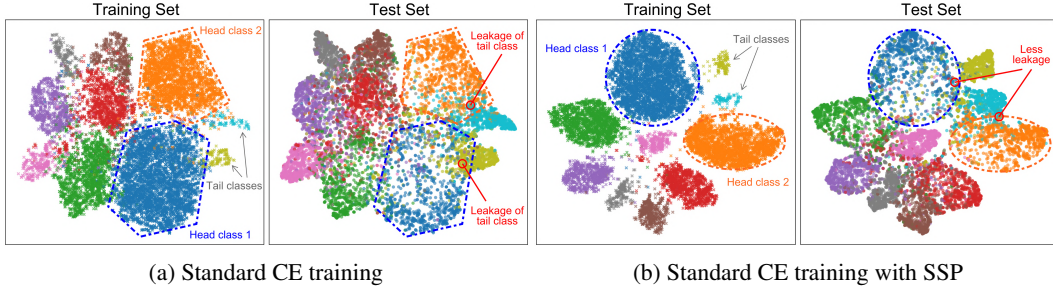 Training Set
Head class 2
Tail classes
Head class 1
Test Set
Leakage of
tail class
Leakage of
tail class
Training Set
Head class 1
Tail classes
Head class 2
Test Set
Less
leakage
(a) Standard CE training
(b) Standard CE training with SSP